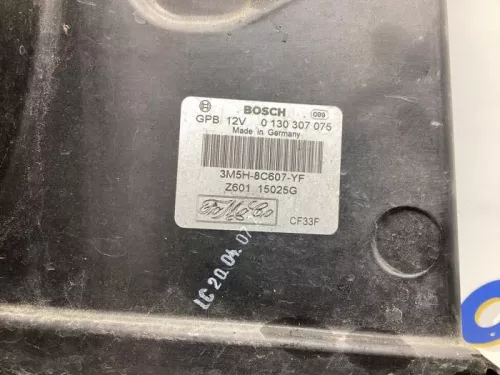 BOSCH
GPB 12V 0 130 307 075
Made in Germany
3M5H-8C607-YF
Z601 15025G
CF33F
LC 20.04.07